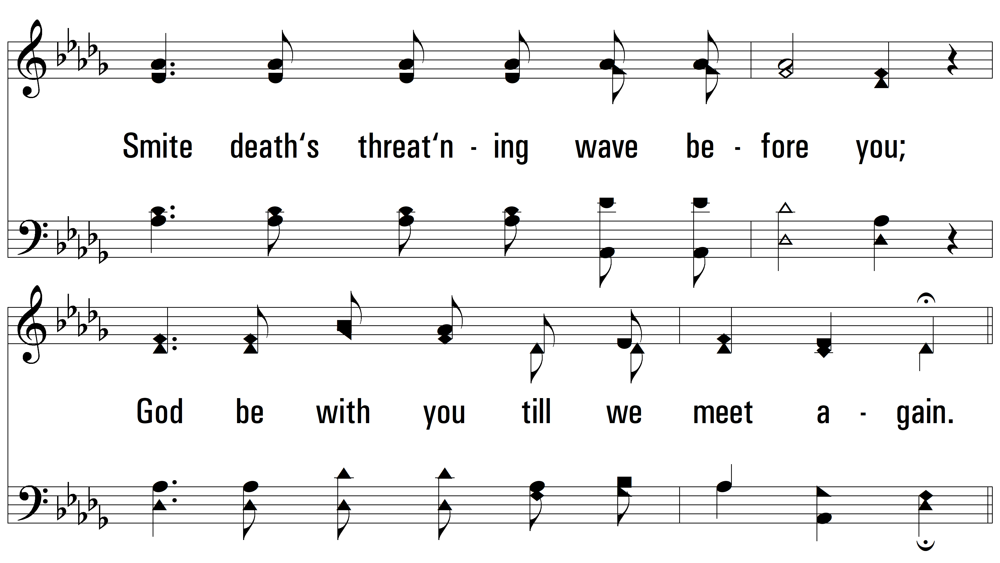 Smite death‘s threat‘n - ing wave be - fore you;
God be with you till we meet a - gain.